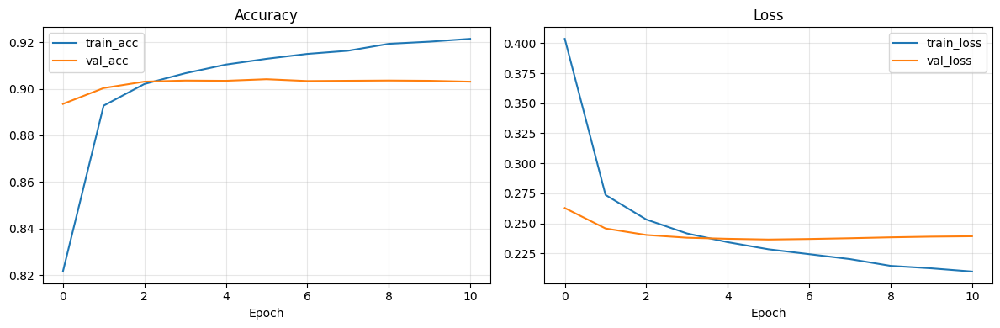 Accuracy
train_acc
val_acc
0.92
0.90
0.88
0.86
0.84
0.82
0 2 4 6 8 10
Epoch
Loss
train_loss
val_loss
0.400
0.375
0.350
0.325
0.300
0.275
0.250
0.225
0 2 4 6 8 10
Epoch